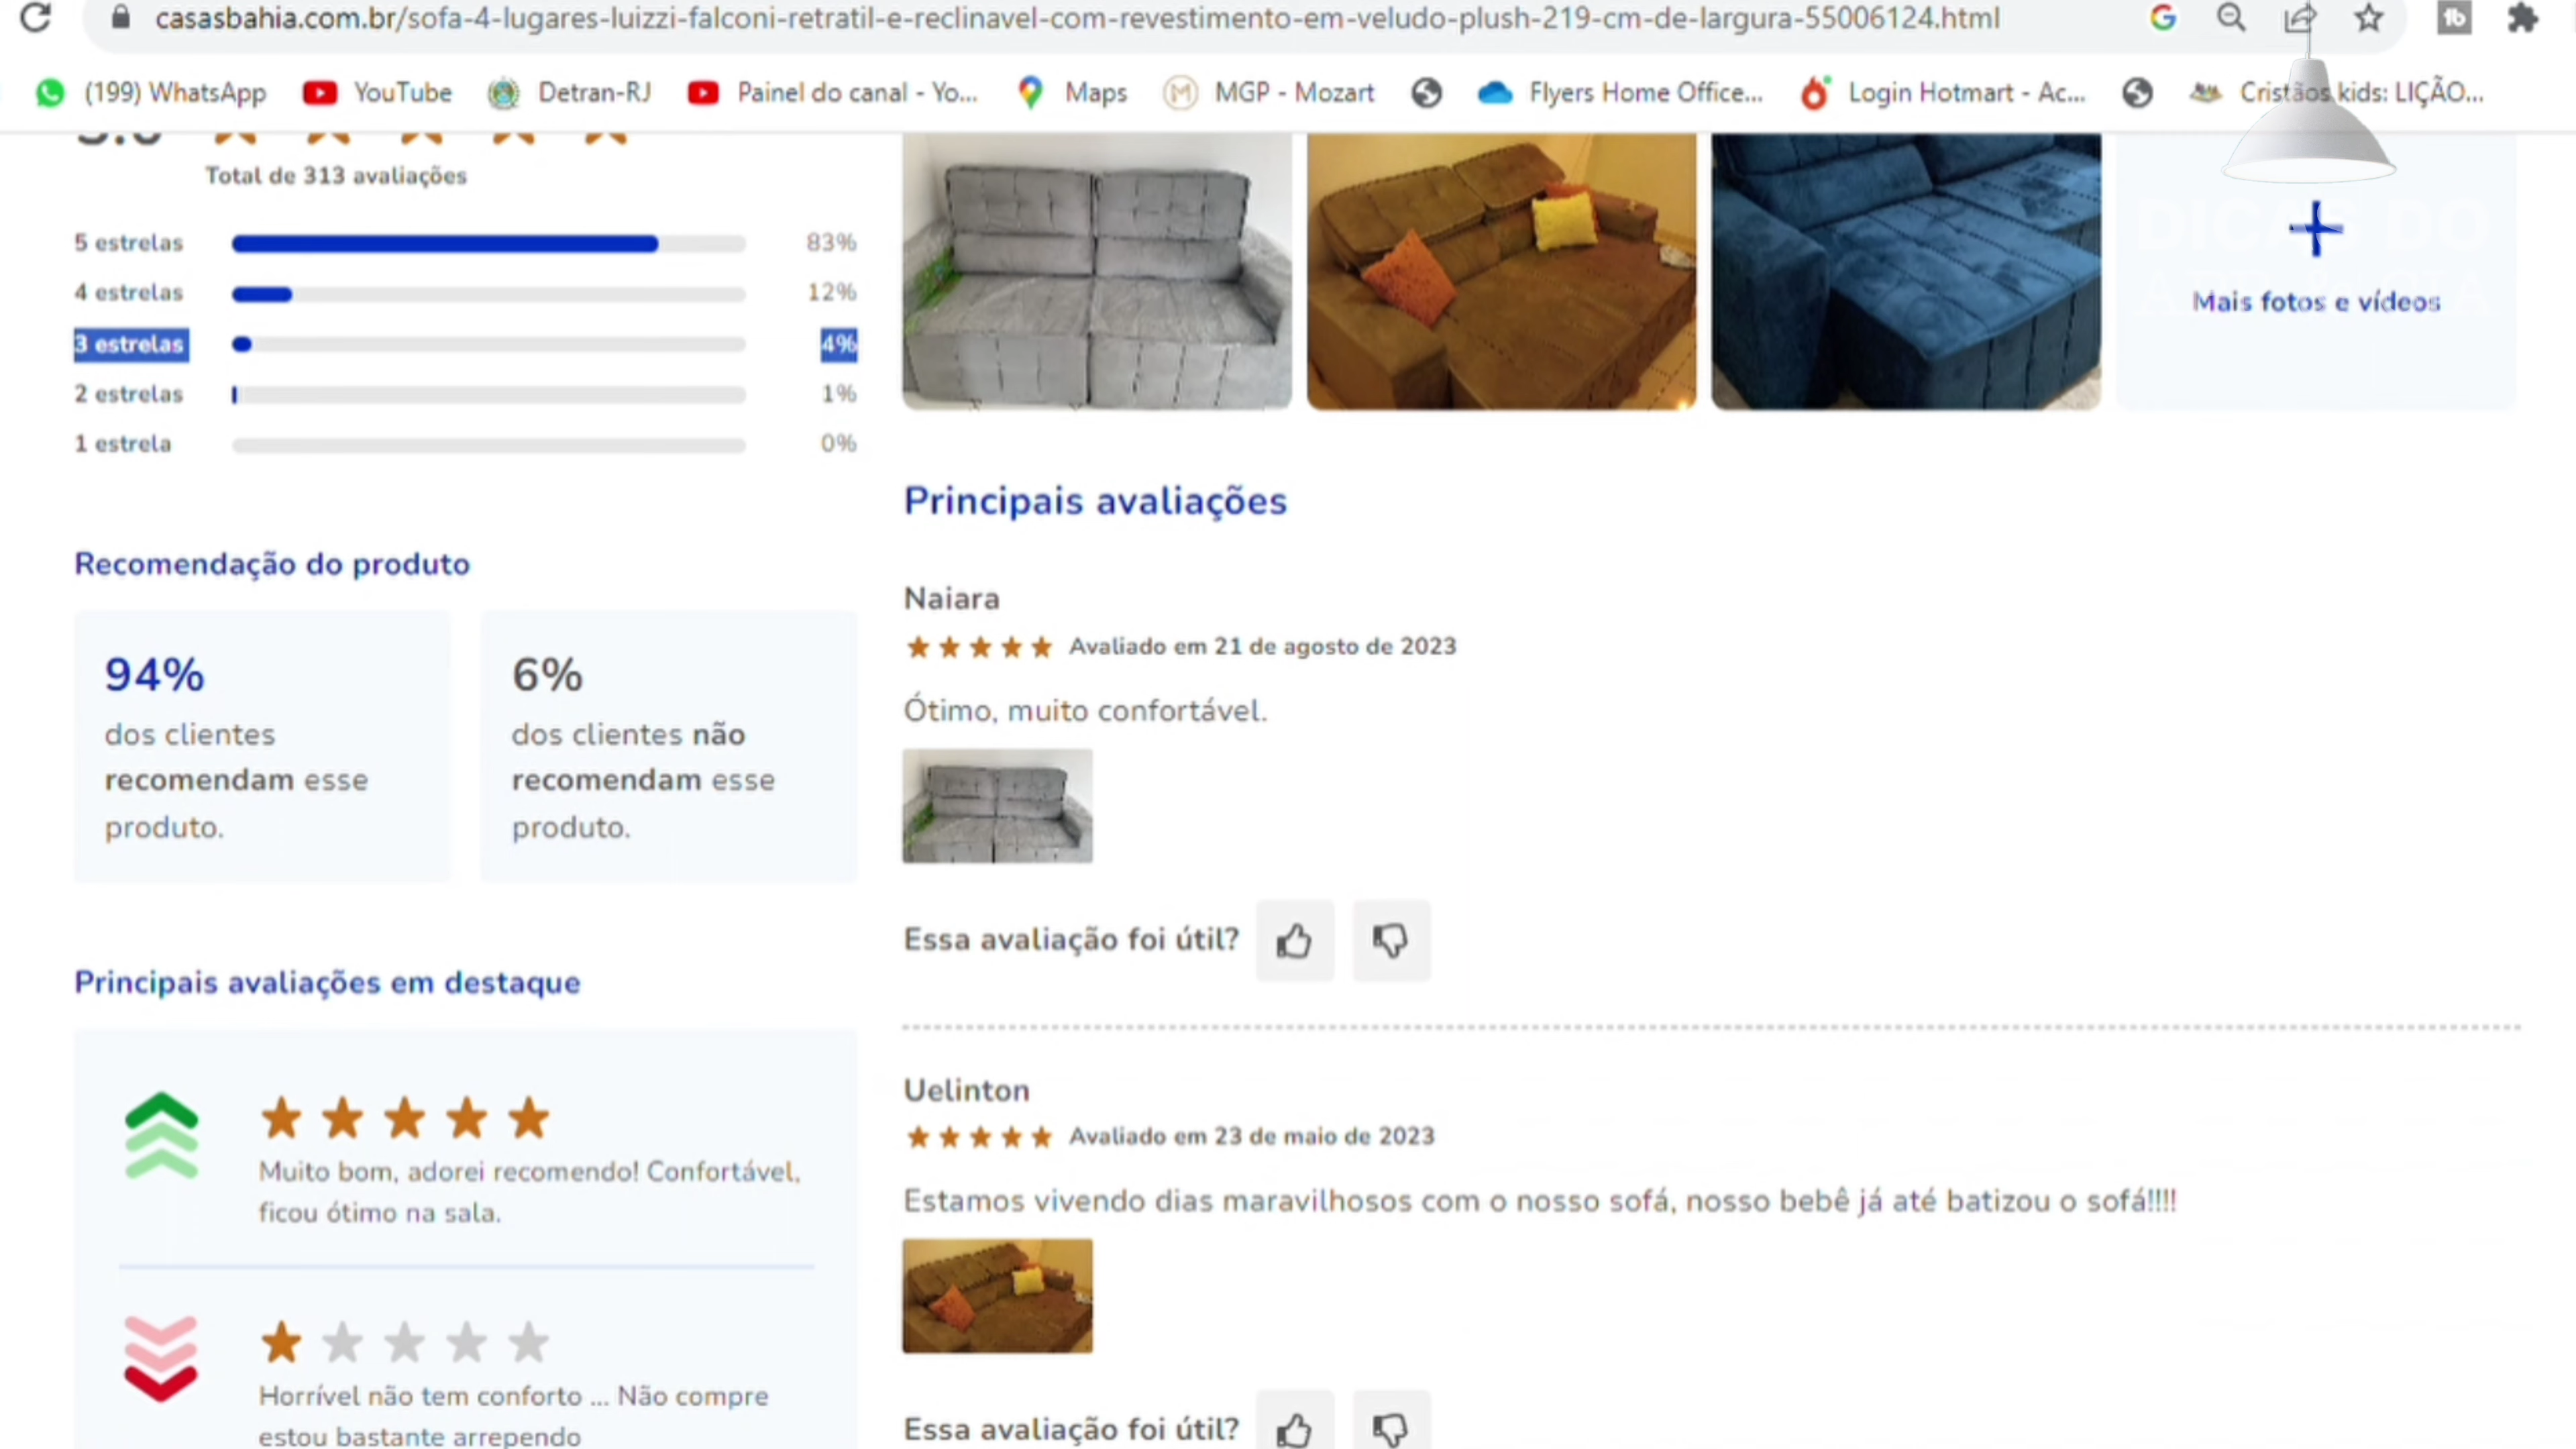 casasbahia.com.br/sofa-4-lugares-luizzi-falconi-retratil-e-reclinavel-com-revestimento-em-veludo-plush-219-cm-de-largura-55006124.html
(199) WhatsApp YouTube Detran-RJ Painel do canal - Yo... Maps MGP - Mozart Flyers Home Office... Login Hotmart - Ac... Cristãos kids: LIÇÃO...
Total de 313 avaliações
5 estrelas 83%
4 estrelas 12%
3 estrelas 4%
2 estrelas 1%
1 estrela 0%
Recomendação do produto
94%
dos clientes
recomendam esse
produto.
6%
dos clientes não
recomendam esse
produto.
Principais avaliações em destaque
Muito bom, adorei recomendo! Confortável,
ficou ótimo na sala.
Horrível não tem conforto ... Não compre
estou bastante arrependo
DICAS DO
Mais fotos e vídeos
Principais avaliações
Naiara
Avaliado em 21 de agosto de 2023
Ótimo, muito confortável.
Essa avaliação foi útil?
Uelinton
Avaliado em 23 de maio de 2023
Estamos vivendo dias maravilhosos com o nosso sofá, nosso bebê já até batizou o sofá!!!!
Essa avaliação foi útil?